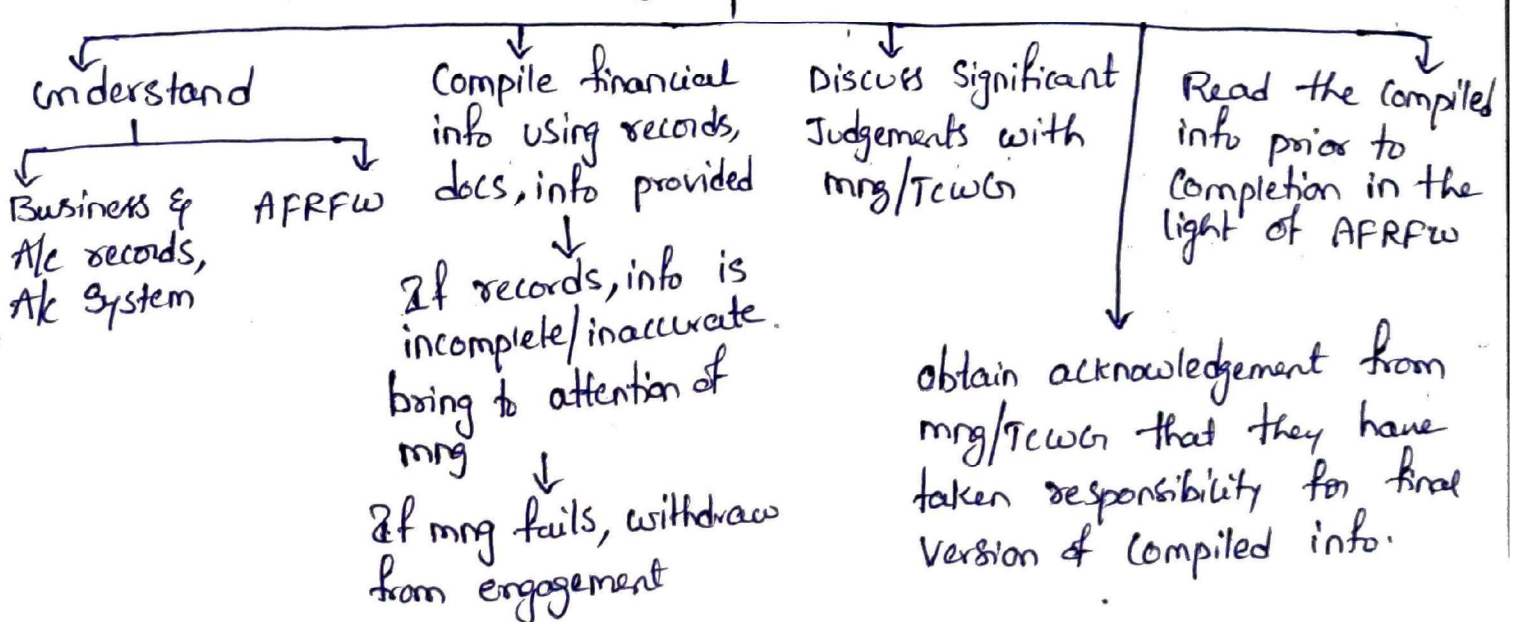 understand
Business &
A/c records,
A/c System
AFRFW
Compile financial
info using records,
docs, info provided
If records, info is
incomplete/inaccurate.
bring to attention of
mng
If mng fails, withdraw
from engagement
Discuss Significant
Judgements with
mng/TCWG
obtain acknowledgement from
mng/TCWG that they have
taken responsibility for final
Version of Compiled info.
Read the Compiled
info prior to
Completion in the
light of AFRFW